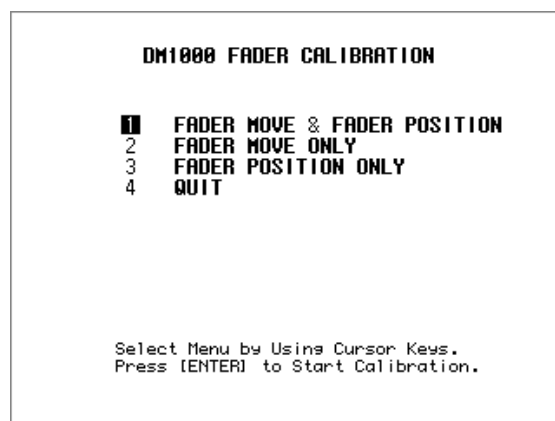 DM1000 FADER CALIBRATION
1 FADER MOVE & FADER POSITION
2 FADER MOVE ONLY
3 FADER POSITION ONLY
4 QUIT
Select Menu by Using Cursor Keys.
Press [ENTER] to Start Calibration.